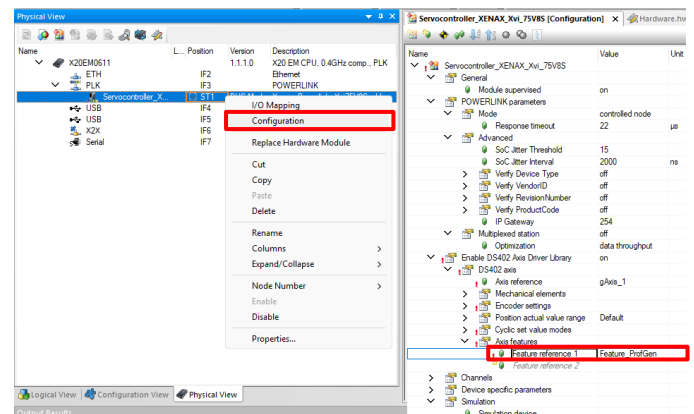 Physical View
Name L... Position Version Description
X20EM0611 1.1.1.0 X20 EM CPU, 0.4GHz comp., PLK
ETH IF2 Ethernet
PLK IF3 POWERLINK
Servocontroller_X... ST1
USB IF4
USB IF5
X2X IF6
Serial IF7
I/O Mapping
Configuration
Replace Hardware Module
Cut
Copy
Paste
Delete
Rename
Columns
Expand/Collapse
Node Number
Enable
Disable
Properties...
Logical View Configuration View Physical View
Output Results
Servocontroller_XENAX_Xvi_75V8S [Configuration] Hardware.hw
Name Value Unit
Servocontroller_XENAX_Xvi_75V8S
General
Module supervised on
POWERLINK parameters
Mode controlled node
Response timeout 22 µs
Advanced
SoC Jitter Threshold 15
SoC Jitter Interval 2000 ns
Verify Device Type off
Verify VendorID off
Verify RevisionNumber off
Verify ProductCode off
IP Gateway 254
Multiplexed station off
Optimization data throughput
Enable DS402 Axis Driver Library on
DS402 axis
Axis reference gAxis_1
Mechanical elements
Encoder settings
Position actual value range Default
Cyclic set value modes
Axis features
Feature reference 1 Feature_ProfGen
Feature reference 2
Channels
Device specific parameters
Simulation
Simulation device